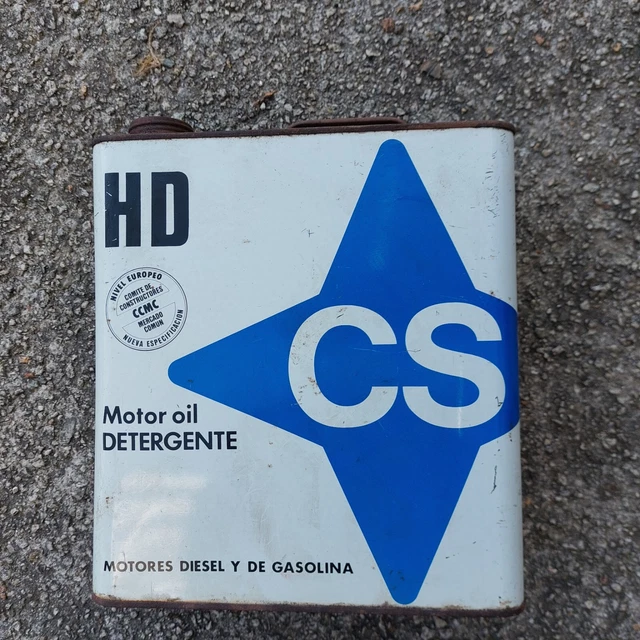 HD
NIVEL EUROPEO
COMITE DE
CONSTRUCTORES
CCMC
MERCADO
COMUN
NUEVA ESPECIFICACION
CS
Motor oil
DETERGENTE
MOTORES DIESEL Y DE GASOLINA